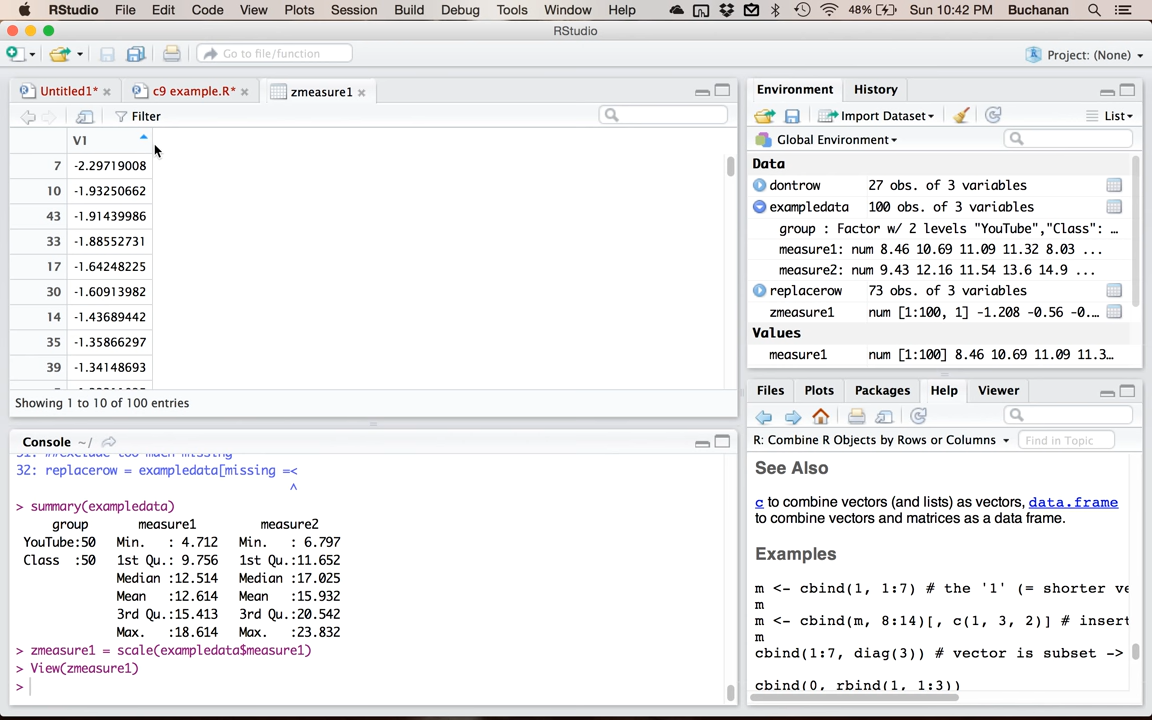 RStudio File Edit Code View Plots Session Build Debug Tools Window Help 48% Sun 10:42 PM Buchanan
RStudio
Go to file/function
Project: (None)
Untitled1* c9 example.R* zmeasure1
Filter
V1
7 -2.29719008
10 -1.93250662
43 -1.91439986
33 -1.88552731
17 -1.64248225
30 -1.60913982
14 -1.43689442
35 -1.35866297
39 -1.34148693
Showing 1 to 10 of 100 entries
Console ~/
32: replacerow = exampledata[missing =<
^
> summary(exampledata)
group measure1 measure2
YouTube:50 Min. : 4.712 Min. : 6.797
Class :50 1st Qu.: 9.756 1st Qu.:11.652
Median :12.514 Median :17.025
Mean :12.614 Mean :15.932
3rd Qu.:15.413 3rd Qu.:20.542
Max. :18.614 Max. :23.832
> zmeasure1 = scale(exampledata$measure1)
> View(zmeasure1)
>
Environment History
Import Dataset List
Global Environment
Data
dontrow 27 obs. of 3 variables
exampledata 100 obs. of 3 variables
group : Factor w/ 2 levels "YouTube","Class": …
measure1: num 8.46 10.69 11.09 11.32 8.03 ...
measure2: num 9.43 12.16 11.54 13.6 14.9 ...
replacerow 73 obs. of 3 variables
zmeasure1 num [1:100, 1] -1.208 -0.56 -0.…
Values
measure1 num [1:100] 8.46 10.69 11.09 11.3…
Files Plots Packages Help Viewer
R: Combine R Objects by Rows or Columns Find in Topic
See Also
c to combine vectors (and lists) as vectors, data.frame
to combine vectors and matrices as a data frame.
Examples
m <- cbind(1, 1:7) # the '1' (= shorter ve
m
m <- cbind(m, 8:14)[, c(1, 3, 2)] # insert
m
cbind(1:7, diag(3)) # vector is subset ->
cbind(0, rbind(1, 1:3))